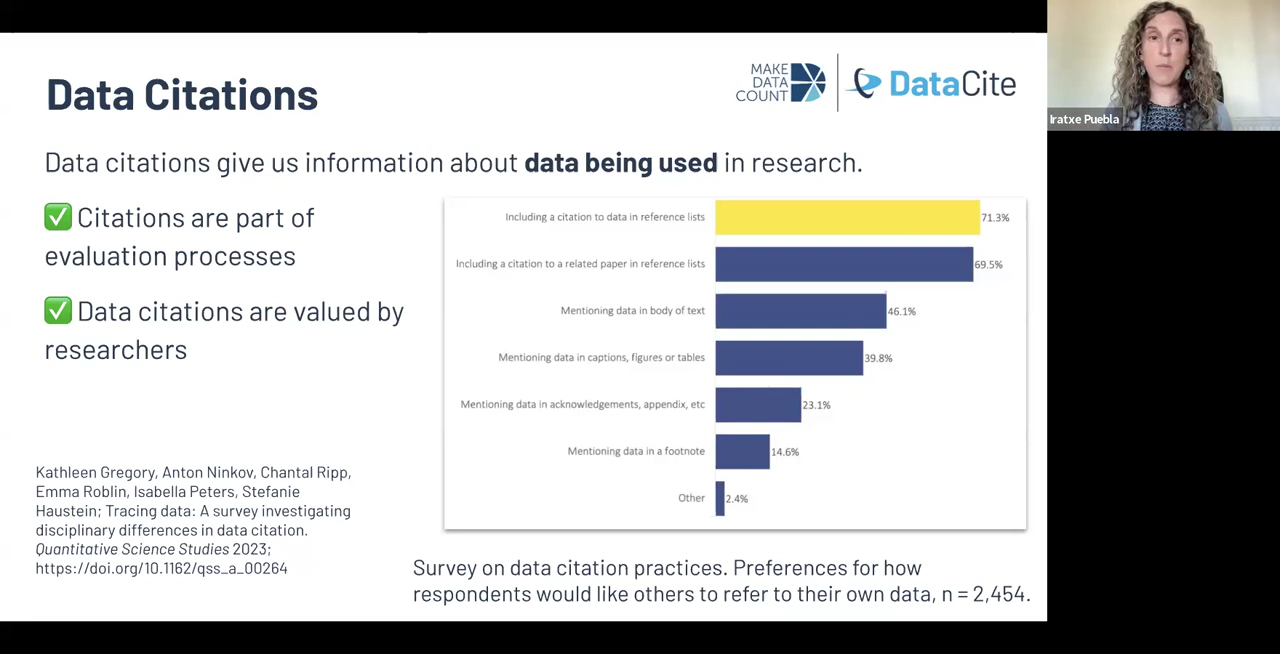 Data Citations
MAKE
DATA
COUNT
DataCite
Iratxe Puebla
Data citations give us information about data being used in research.
✅ Citations are part of
evaluation processes
✅ Data citations are valued by
researchers
Including a citation to data in reference lists 71.3%
Including a citation to a related paper in reference lists 69.5%
Mentioning data in body of text 46.1%
Mentioning data in captions, figures or tables 39.8%
Mentioning data in acknowledgements, appendix, etc 23.1%
Mentioning data in a footnote 14.6%
Other 2.4%
Kathleen Gregory, Anton Ninkov, Chantal Ripp,
Emma Roblin, Isabella Peters, Stefanie
Haustein; Tracing data: A survey investigating
disciplinary differences in data citation.
Quantitative Science Studies 2023;
https://doi.org/10.1162/qss_a_00264
Survey on data citation practices. Preferences for how
respondents would like others to refer to their own data, n = 2,454.